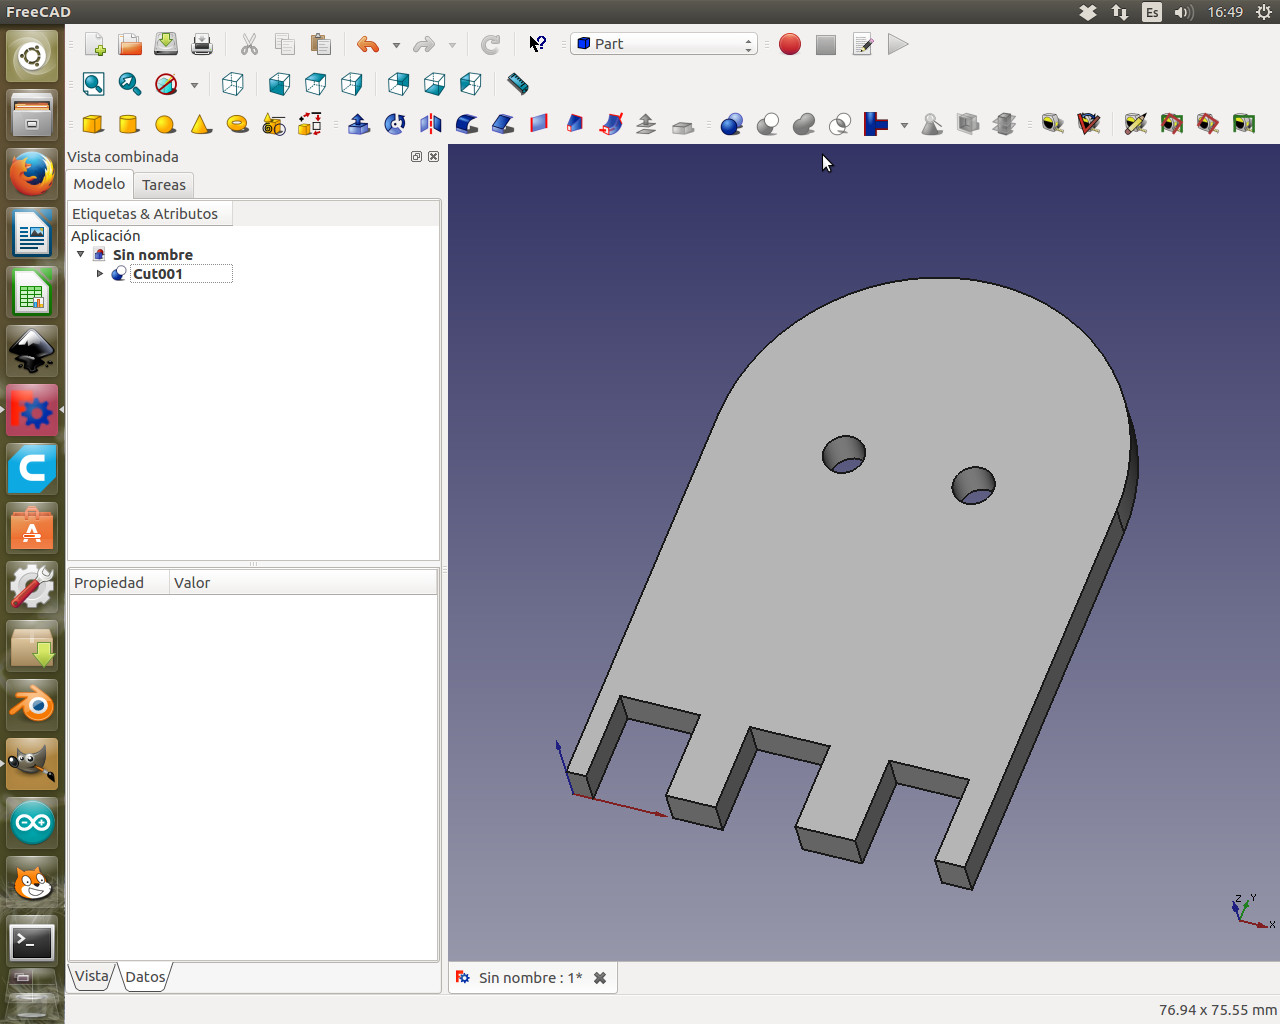 FreeCAD
Es
16:49
Part
Vista combinada
Modelo
Tareas
Etiquetas & Atributos
Aplicación
Sin nombre
Cut001
Propiedad
Valor
Z
Y
X
Vista
Datos
Sin nombre : 1*
76.94 x 75.55 mm